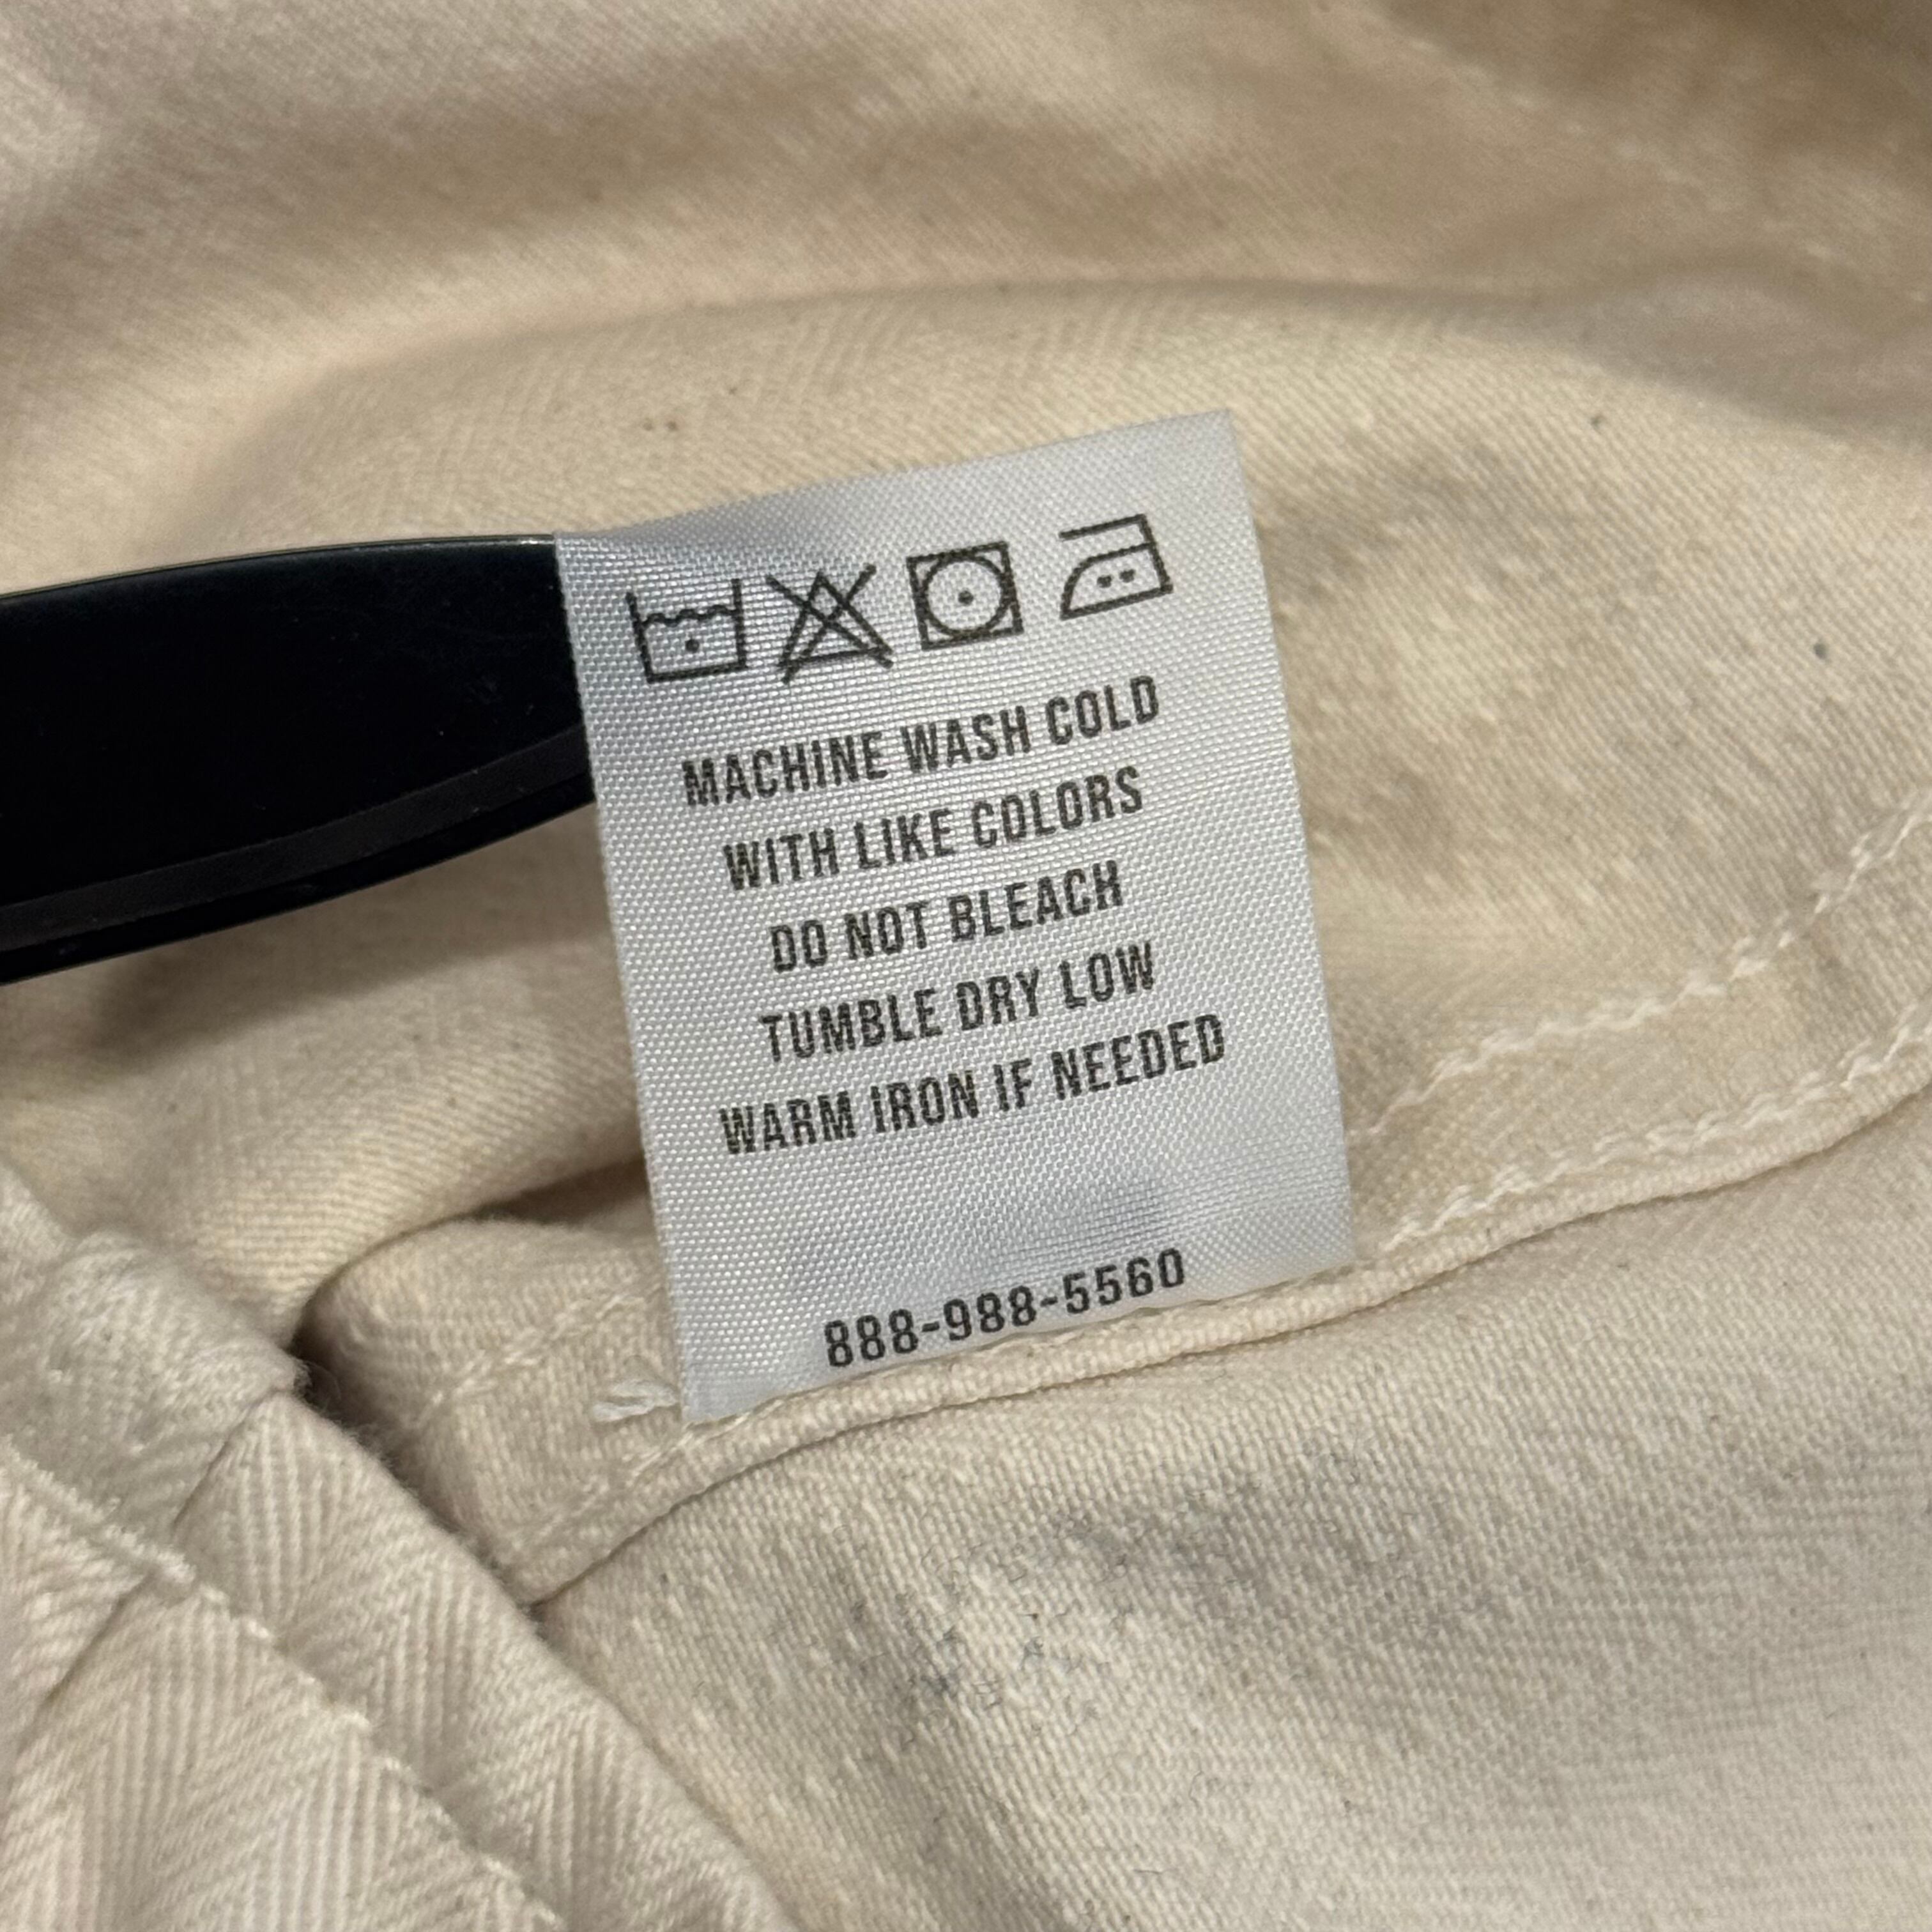 MACHINE WASH COLD
WITH LIKE COLORS
DO NOT BLEACH
TUMBLE DRY LOW
WARM IRON IF NEEDED
888-988-5560